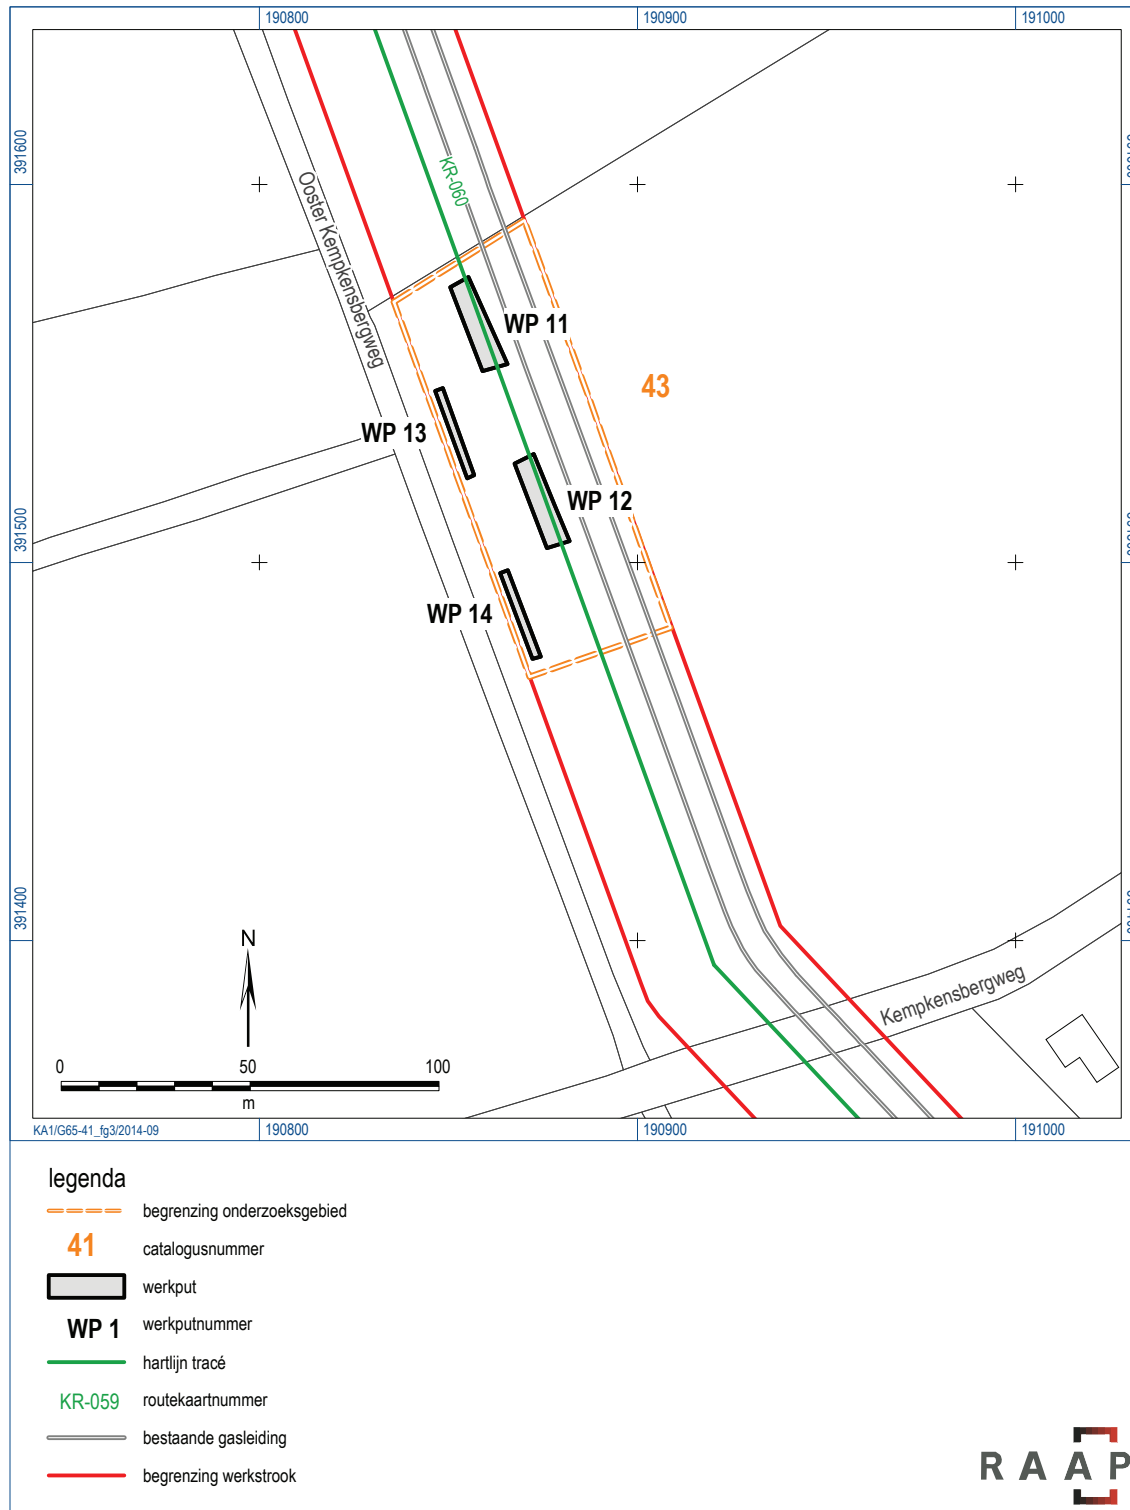 190800
190900
191000
391600
391500
391400
Ooster Kempkensbergweg
KR-060
WP 11
43
WP 13
WP 12
WP 14
Kempkensbergweg
N
0 50 100
m
KA1/G65-41_fg3/2014-09
190800
190900
191000
legenda
begrenzing onderzoeksgebied
41 catalogusnummer
werkput
WP 1 werkputnummer
hartlijn tracé
KR-059 routekaartnummer
bestaande gasleiding
begrenzing werkstrook
RAAP